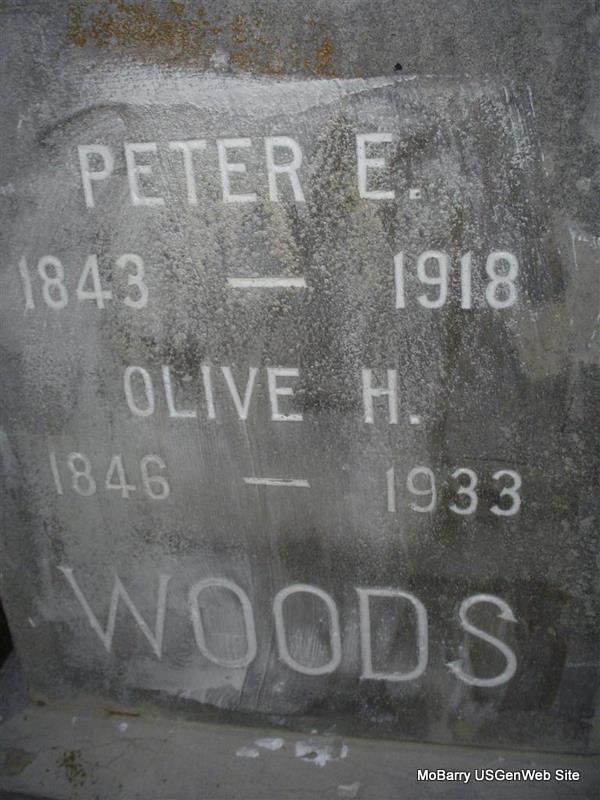 PETER E.
1843 — 1918
OLIVE H.
1846 — 1933
WOODS
MoBarry USGenWeb Site